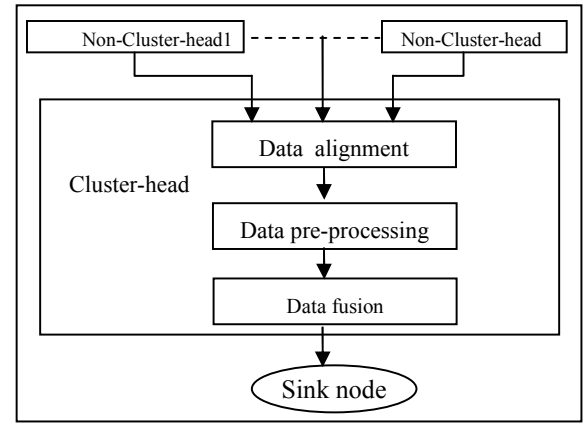 Non-Cluster-head1
Non-Cluster-head
Data alignment
Cluster-head
Data pre-processing
Data fusion
Sink node